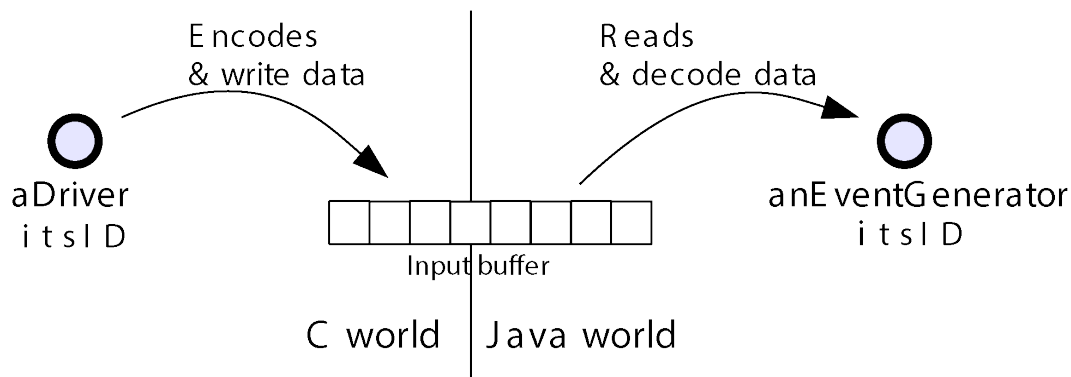 Encodes
& write data
Reads
& decode data
aDriver
itsID
anEventGenerator
itsID
Input buffer
C world
Java world